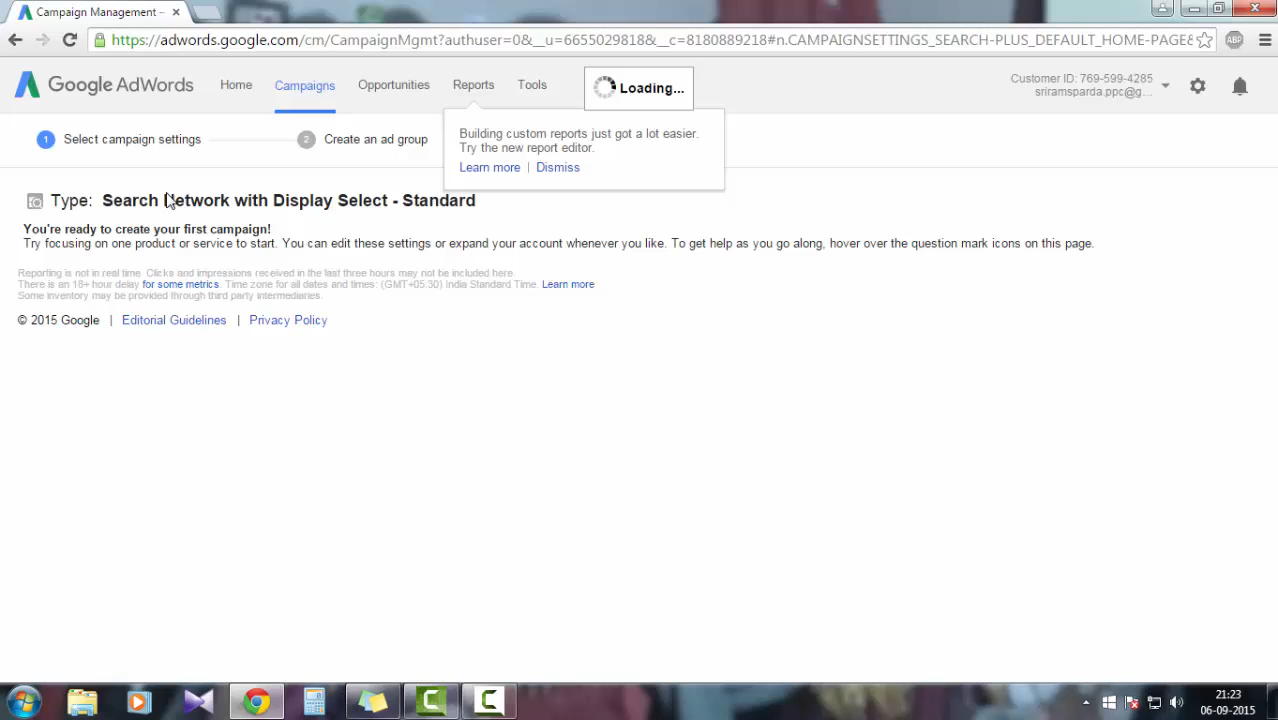 Campaign Management –
https://adwords.google.com/cm/CampaignMgmt?authuser=0&__u=6655029818&__c=8180889218#n.CAMPAIGNSETTINGS_SEARCH-PLUS_DEFAULT_HOME-PAGE&
ABP
Google AdWords
Home
Campaigns
Opportunities
Reports
Tools
Loading...
Customer ID: 769-599-4285
sriramsparda.ppc@g...
1 Select campaign settings
2 Create an ad group
Building custom reports just got a lot easier.
Try the new report editor.
Learn more | Dismiss
Type: Search Network with Display Select - Standard
You're ready to create your first campaign!
Try focusing on one product or service to start. You can edit these settings or expand your account whenever you like. To get help as you go along, hover over the question mark icons on this page.
Reporting is not in real time. Clicks and impressions received in the last three hours may not be included here.
There is an 18+ hour delay for some metrics. Time zone for all dates and times: (GMT+05:30) India Standard Time. Learn more
Some inventory may be provided through third party intermediaries.
© 2015 Google | Editorial Guidelines | Privacy Policy
21:23
06-09-2015